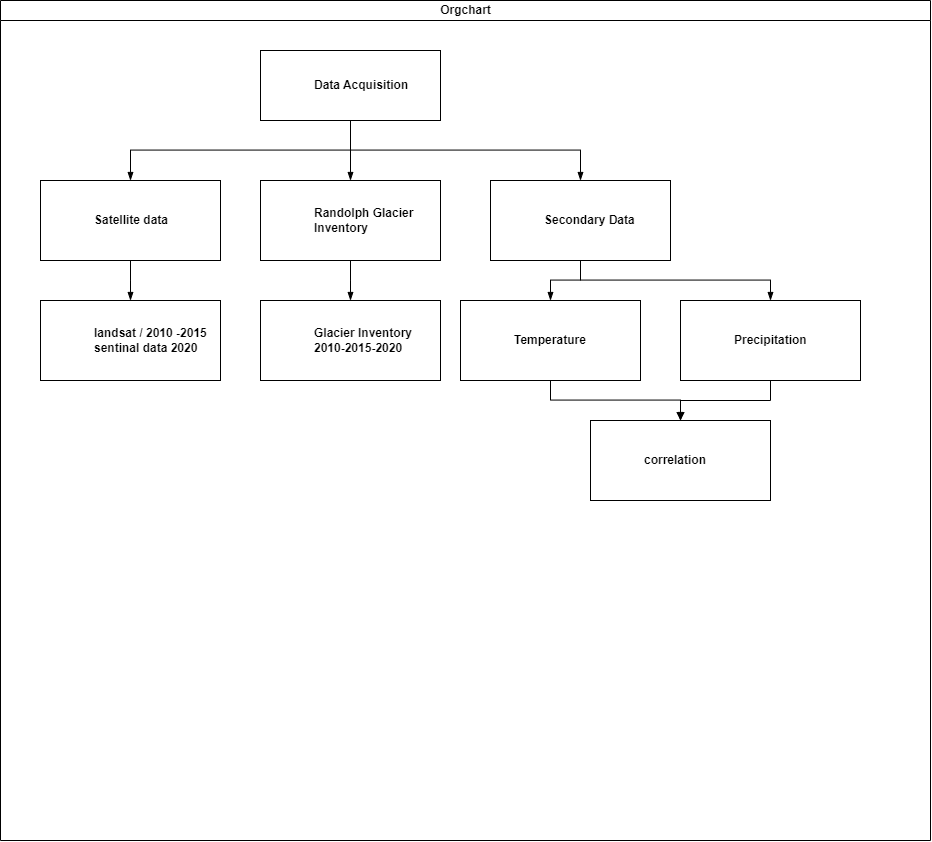 Orgchart
Data Acquisition
Satellite data
Randolph Glacier
Inventory
Secondary Data
landsat / 2010 -2015
sentinal data 2020
Glacier Inventory
2010-2015-2020
Temperature
Precipitation
correlation